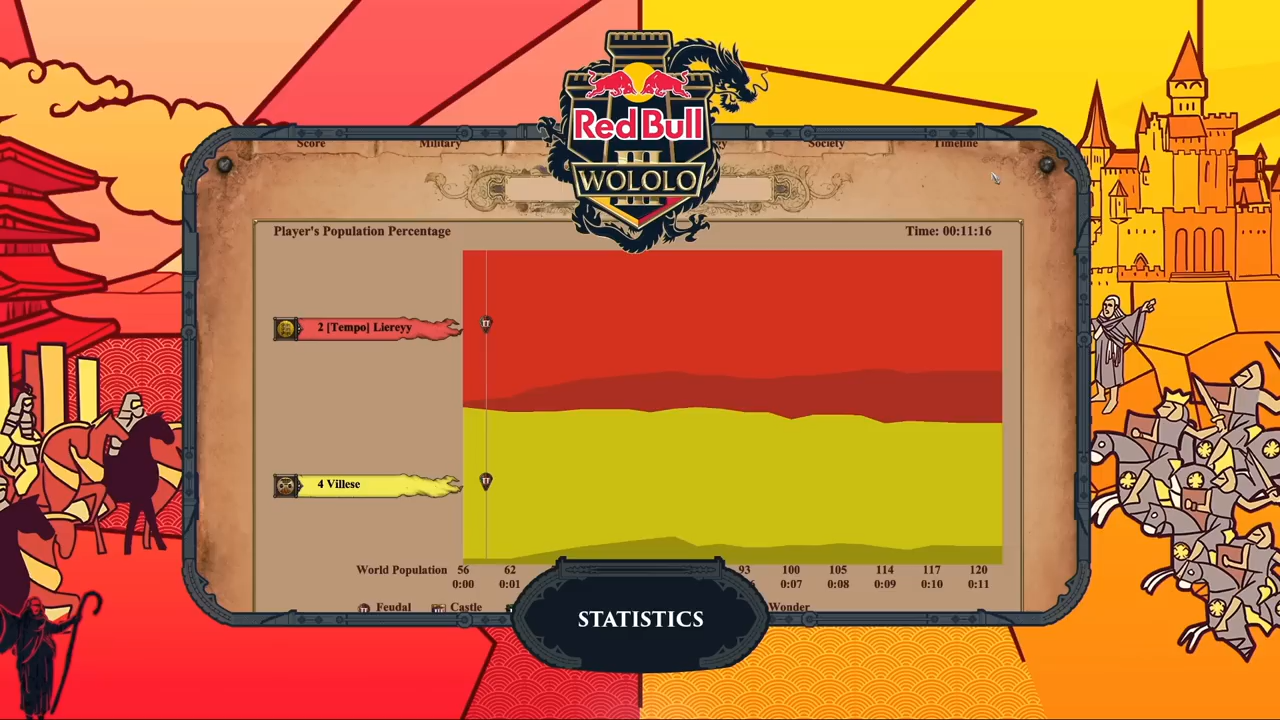 Red Bull
III
WOLOLO
Score
Military
Society
Timeline
Player's Population Percentage
Time: 00:11:16
2 [Tempo] Liereyy
4 Villese
World Population 56 62 93 100 105 114 117 120
0:00 0:01 0:07 0:08 0:09 0:10 0:11
Feudal Castle Wonder
STATISTICS